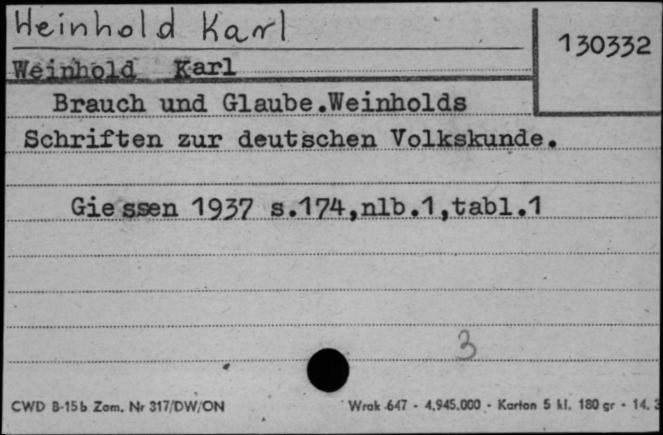 Weinhold Karl
130332
Weinhold Karl
Brauch und Glaube.Weinholds
Schriften zur deutschen Volkskunde.
Giessen 1937 s.174,nlb.1,tabl.1
3
CWD B-15b Zam. Nr 317/DW/ON
Wrak 647 - 4.945.000 - Karton 5 kl. 180 gr - 14.3